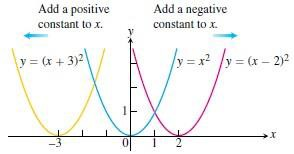 Add a positive
constant to x.
Add a negative
constant to x.
y
y = (x + 3)²
y = x²
y = (x − 2)²
1
x
−3
0
1
2